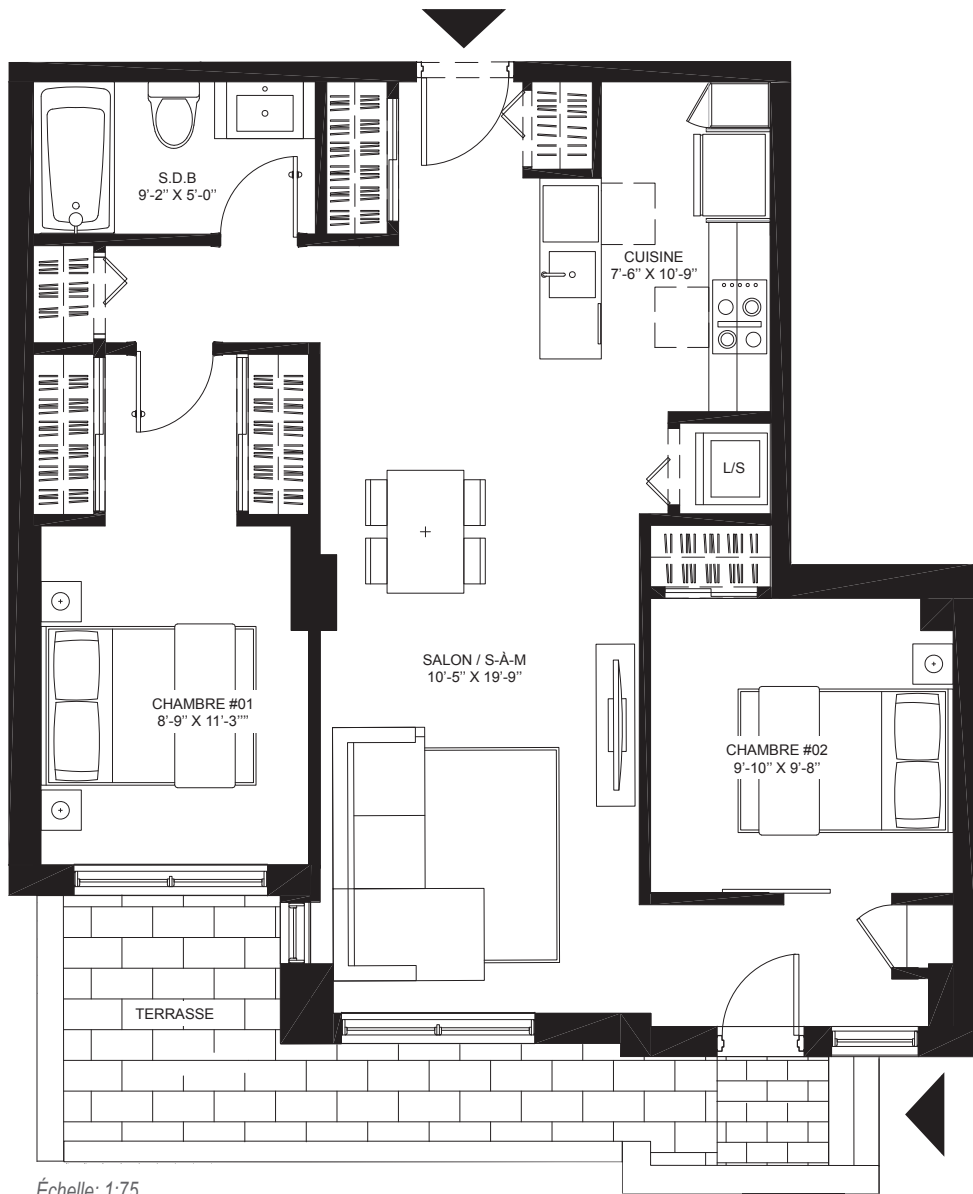 S.D.B
9'-2'' X 5'-0''
CUISINE
7'-6'' X 10'-9''
L/S
SALON / S-À-M
10'-5'' X 19'-9''
CHAMBRE #01
8'-9'' X 11'-3''''
CHAMBRE #02
9'-10'' X 9'-8''
TERRASSE
Échelle: 1:75